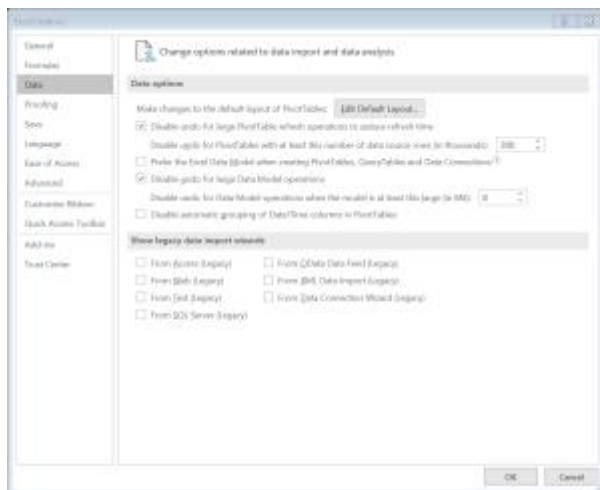 Excel Options
General
Formulas
Data
Proofing
Save
Language
Ease of Access
Advanced
Customize Ribbon
Quick Access Toolbar
Add-ins
Trust Center
Change options related to data import and data analysis
Data options
Make changes to the default layout of PivotTables: Edit Default Layout...
Disable undo for large PivotTable refresh operations to reduce refresh time
Disable undo for PivotTables with at least this number of data source rows (in thousands): 300
Prefer the Excel Data Model when creating PivotTables, QueryTables and Data Connections
Disable undo for large Data Model operations
Disable undo for Data Model operations when the model is at least this large (in MB): 8
Disable automatic grouping of Date/Time columns in PivotTables
Show legacy data import wizards
From Access (Legacy)
From OData Data Feed (Legacy)
From Web (Legacy)
From XML Data Import (Legacy)
From Text (Legacy)
From Data Connection Wizard (Legacy)
From SQL Server (Legacy)
OK
Cancel